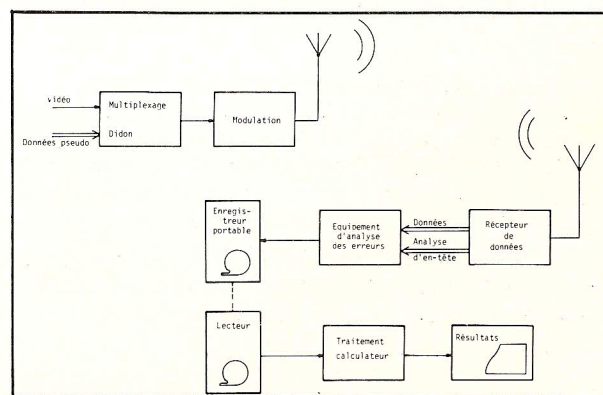 vidéo
Multiplexage
Didon
Données pseudo
Modulation
Enregis-
treur
portable
Equipement
d'analyse
des erreurs
Données
Analyse
d'en-tête
Récepteur
de
données
Lecteur
Traitement
calculateur
Résultats